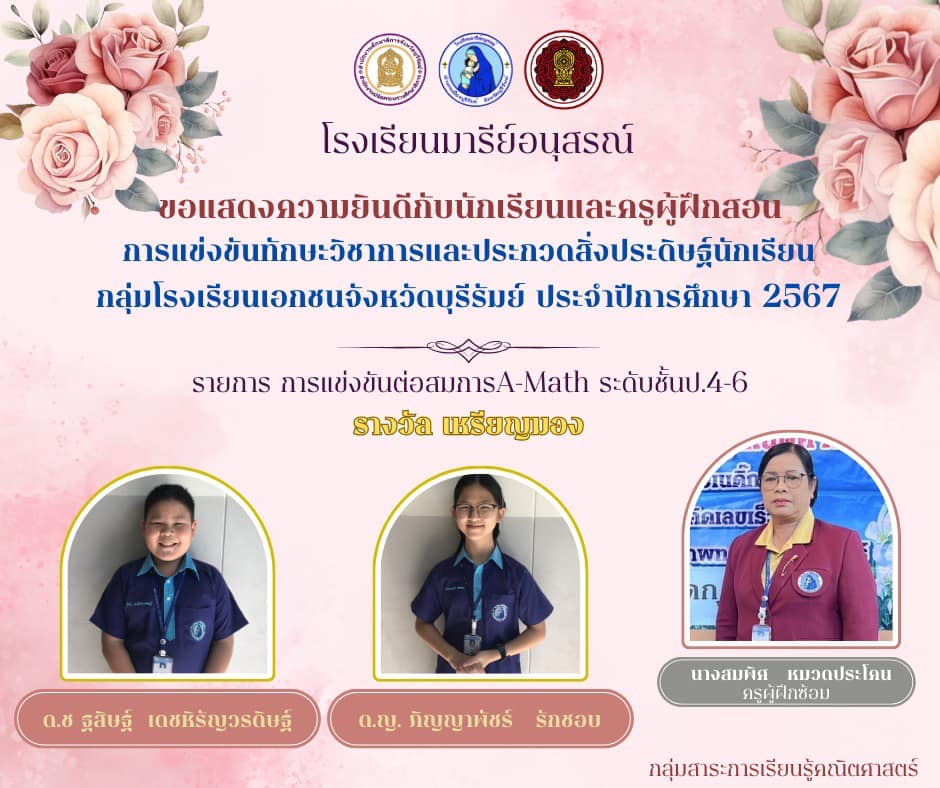 โรงเรียนมารีย์อนุสรณ์
ขอแสดงความยินดีกับนักเรียนและครูผู้ฝึกสอน
การแข่งขันทักษะวิชาการและประกวดสิ่งประดิษฐ์นักเรียน
กลุ่มโรงเรียนเอกชนจังหวัดบุรีรัมย์ ประจำปีการศึกษา 2567
รายการ การแข่งขันต่อสมการA-Math ระดับชั้นป.4-6
รางวัล เหรียญทอง
ด.ช ฐสิษฐ์ เดชหิรัญวรดิษฐ์
ด.ญ. ภิญญาพัชร์ รักชอบ
นางสมพิศ หมวดประโคน
ครูผู้ฝึกซ้อม
กลุ่มสาระการเรียนรู้คณิตศาสตร์